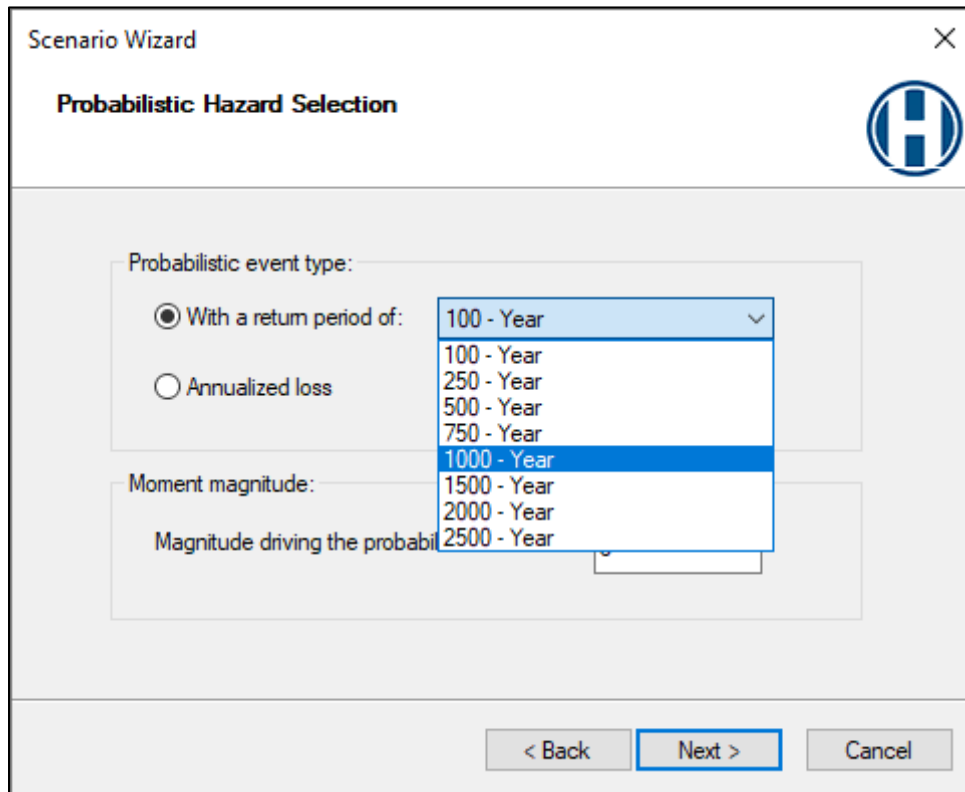 Scenario Wizard
Probabilistic Hazard Selection
H
Probabilistic event type:
With a return period of: 100 - Year
100 - Year
250 - Year
500 - Year
750 - Year
Annualized loss
1000 - Year
1500 - Year
2000 - Year
2500 - Year
Moment magnitude:
Magnitude driving the probabil
< Back Next > Cancel